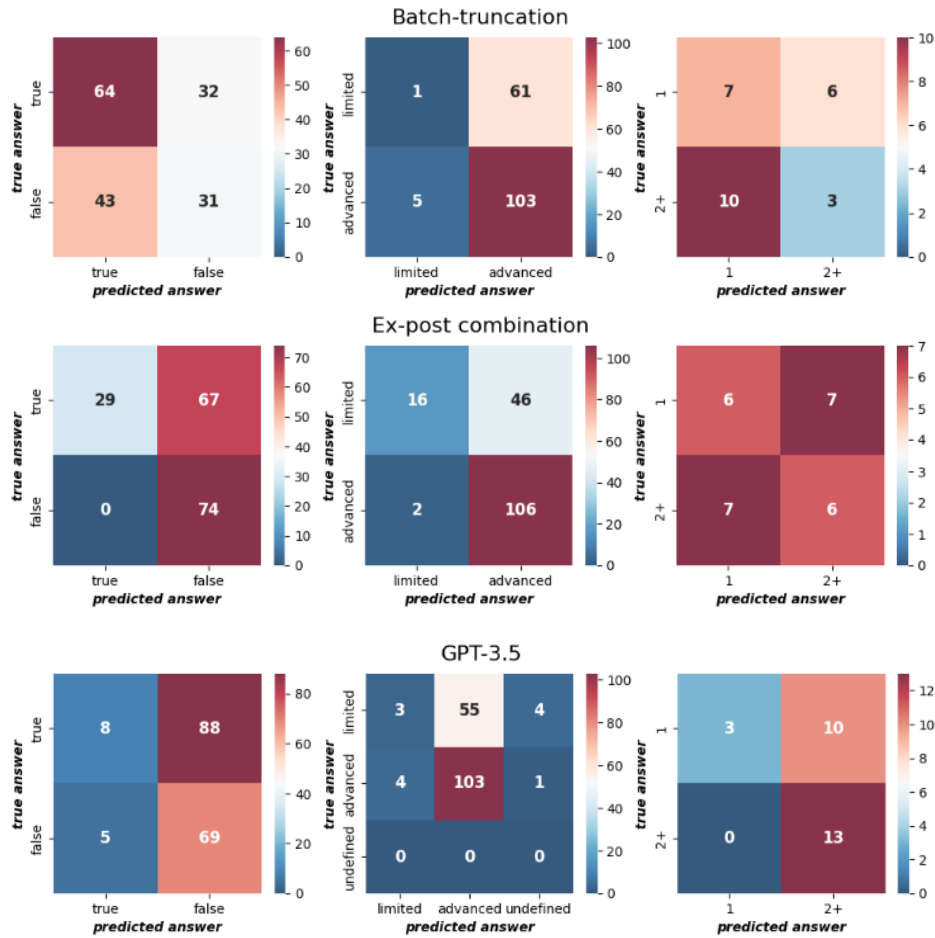 Batch-truncation
true answer
true
false
64 32
43 31
true false
predicted answer
60
50
40
30
20
10
0
true answer
limited
advanced
1 61
5 103
limited advanced
predicted answer
100
80
60
40
20
0
true answer
1
2+
7 6
10 3
1 2+
predicted answer
10
8
6
4
2
0
Ex-post combination
true answer
true
false
29 67
0 74
true false
predicted answer
70
60
50
40
30
20
10
0
true answer
limited
advanced
16 46
2 106
limited advanced
predicted answer
100
80
60
40
20
0
true answer
1
2+
6 7
7 6
1 2+
predicted answer
7
6
5
4
3
2
1
0
GPT-3.5
true answer
true
false
8 88
5 69
true false
predicted answer
80
60
40
20
0
true answer
limited
advanced
undefined
3 55 4
4 103 1
0 0 0
limited advanced undefined
predicted answer
100
80
60
40
20
0
true answer
1
2+
3 10
0 13
1 2+
predicted answer
12
10
8
6
4
2
0